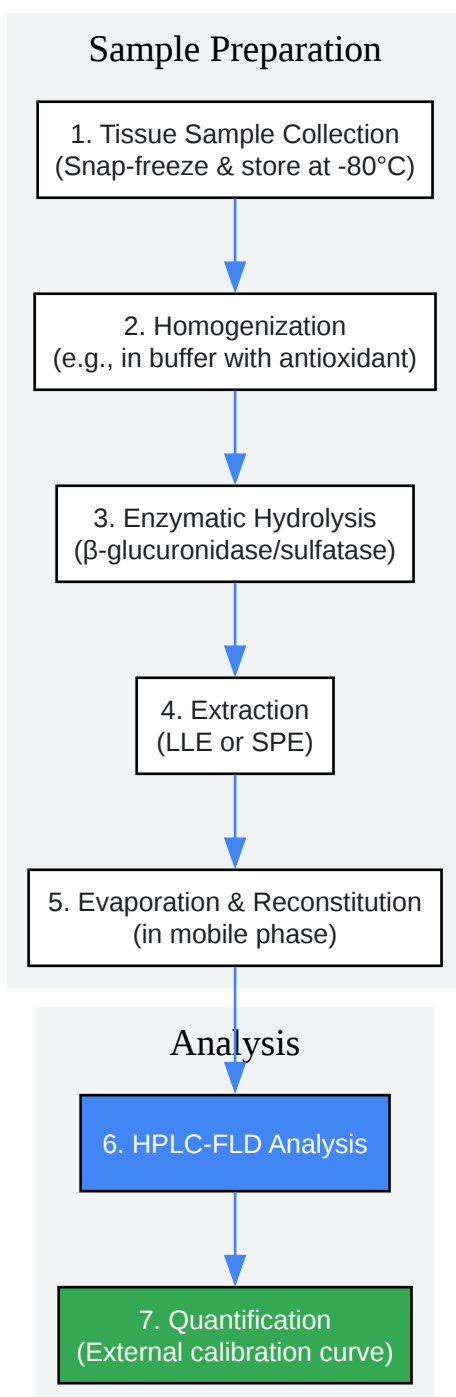 Sample Preparation
1. Tissue Sample Collection
(Snap-freeze & store at -80°C)
2. Homogenization
(e.g., in buffer with antioxidant)
3. Enzymatic Hydrolysis
(β-glucuronidase/sulfatase)
4. Extraction
(LLE or SPE)
5. Evaporation & Reconstitution
(in mobile phase)
Analysis
6. HPLC-FLD Analysis
7. Quantification
(External calibration curve)